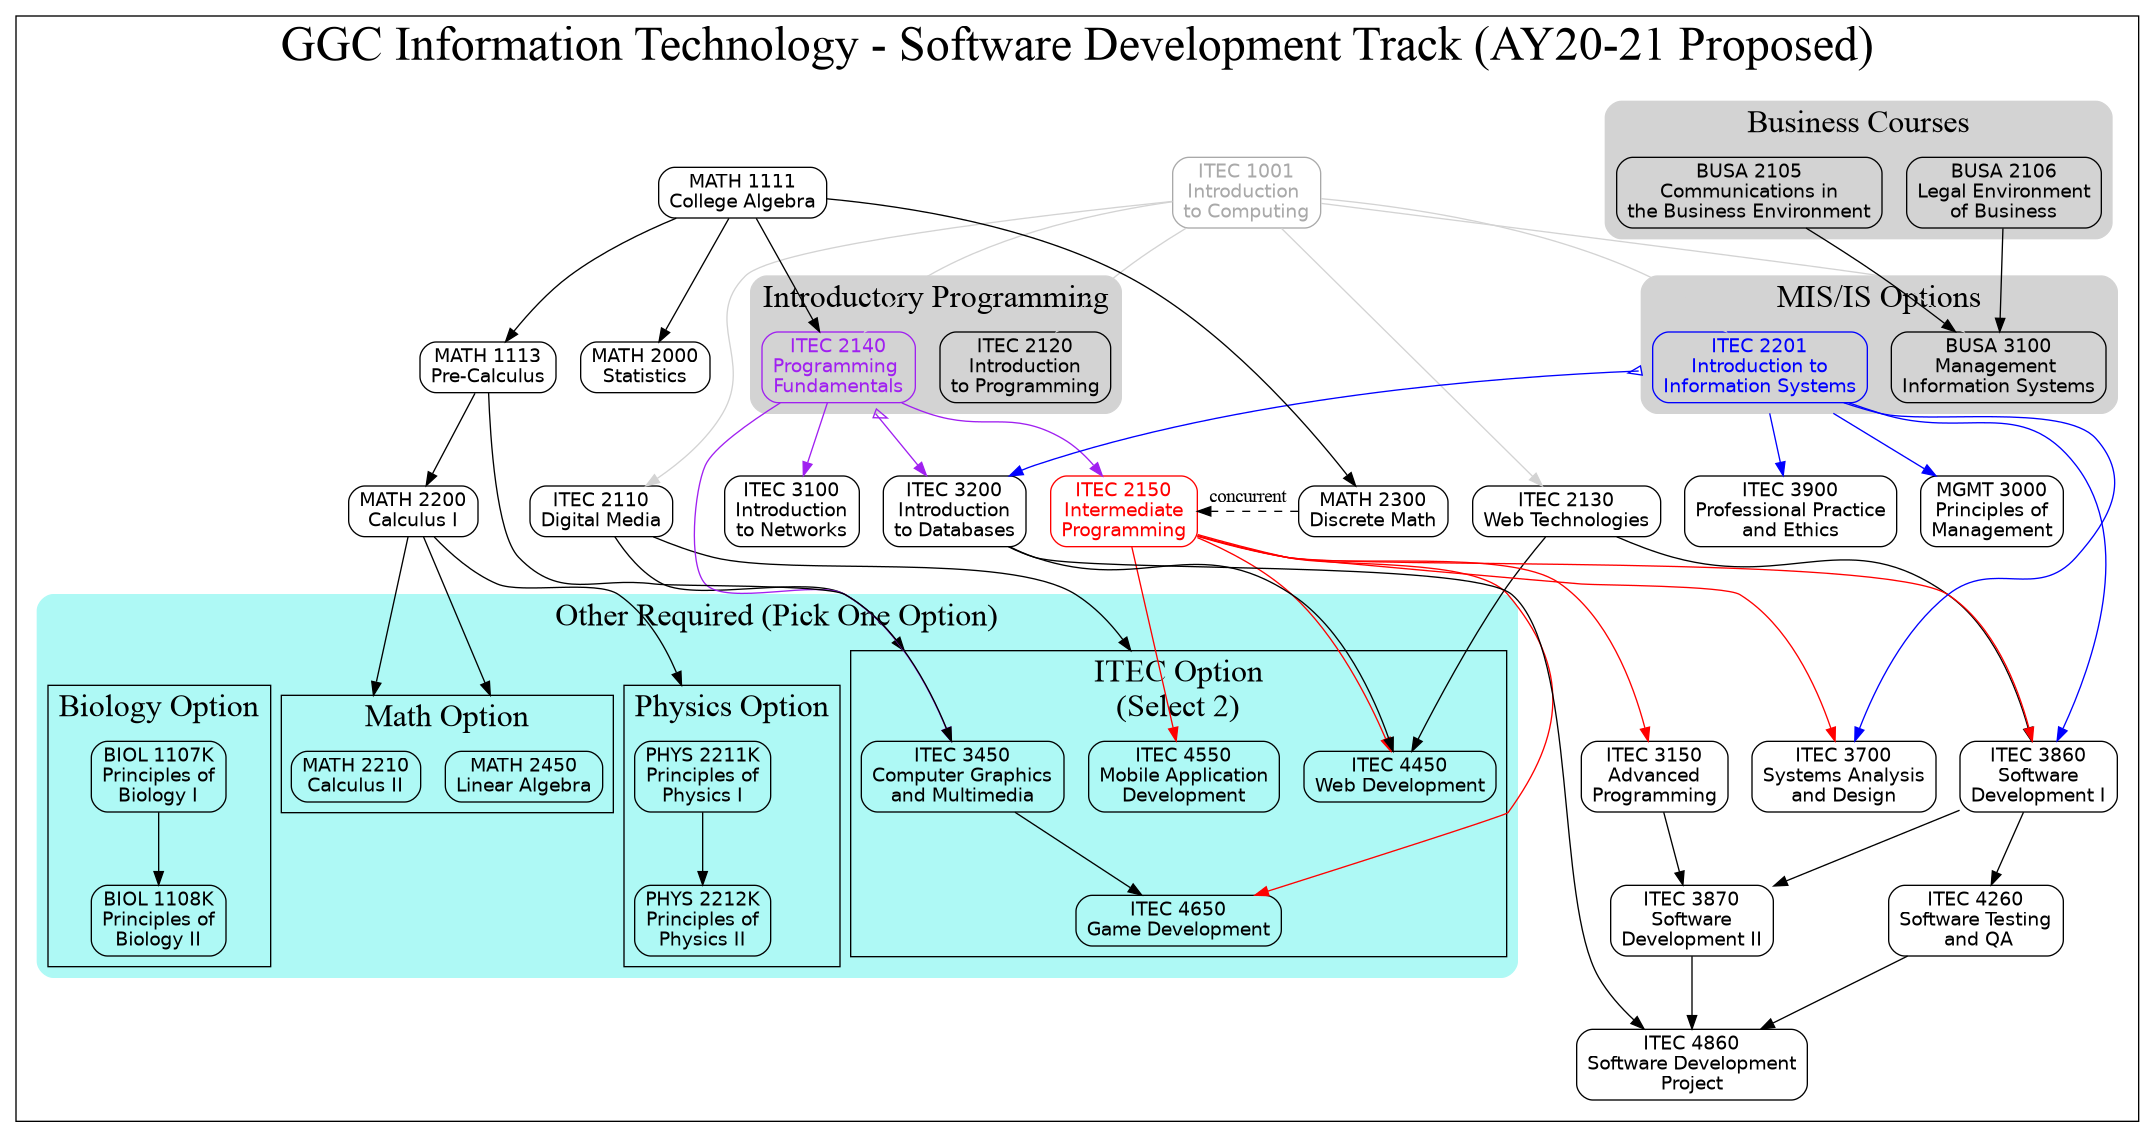 GGC Information Technology - Software Development Track (AY20-21 Proposed)
Business Courses
MATH 1111
College Algebra
ITEC 1001
Introduction
to Computing
BUSA 2105
Communications in
the Business Environment
BUSA 2106
Legal Environment
of Business
Introductory Programming
MIS/IS Options
MATH 1113
Pre-Calculus
MATH 2000
Statistics
ITEC 2140
Programming
Fundamentals
ITEC 2120
Introduction
to Programming
ITEC 2201
Introduction to
Information Systems
BUSA 3100
Management
Information Systems
MATH 2200
Calculus I
ITEC 2110
Digital Media
ITEC 3100
Introduction
to Networks
ITEC 3200
Introduction
to Databases
ITEC 2150
Intermediate
Programming
concurrent
MATH 2300
Discrete Math
ITEC 2130
Web Technologies
ITEC 3900
Professional Practice
and Ethics
MGMT 3000
Principles of
Management
Other Required (Pick One Option)
Biology Option
BIOL 1107K
Principles of
Biology I
BIOL 1108K
Principles of
Biology II
Math Option
MATH 2210
Calculus II
MATH 2450
Linear Algebra
Physics Option
PHYS 2211K
Principles of
Physics I
PHYS 2212K
Principles of
Physics II
ITEC Option
(Select 2)
ITEC 3450
Computer Graphics
and Multimedia
ITEC 4550
Mobile Application
Development
ITEC 4450
Web Development
ITEC 4650
Game Development
ITEC 3150
Advanced
Programming
ITEC 3700
Systems Analysis
and Design
ITEC 3860
Software
Development I
ITEC 3870
Software
Development II
ITEC 4260
Software Testing
and QA
ITEC 4860
Software Development
Project